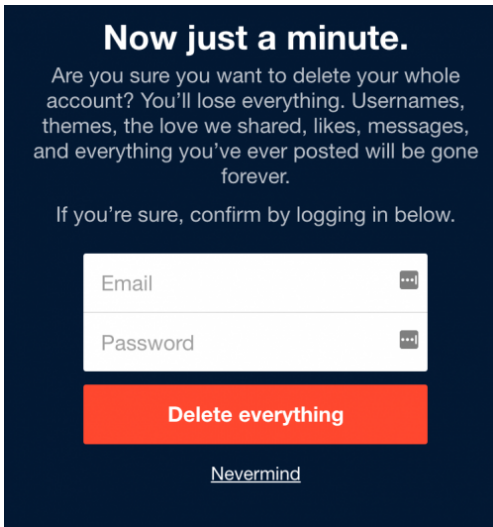 Now just a minute.
Are you sure you want to delete your whole
account? You’ll lose everything. Usernames,
themes, the love we shared, likes, messages,
and everything you’ve ever posted will be gone
forever.
If you’re sure, confirm by logging in below.
Email
Password
Delete everything
Nevermind